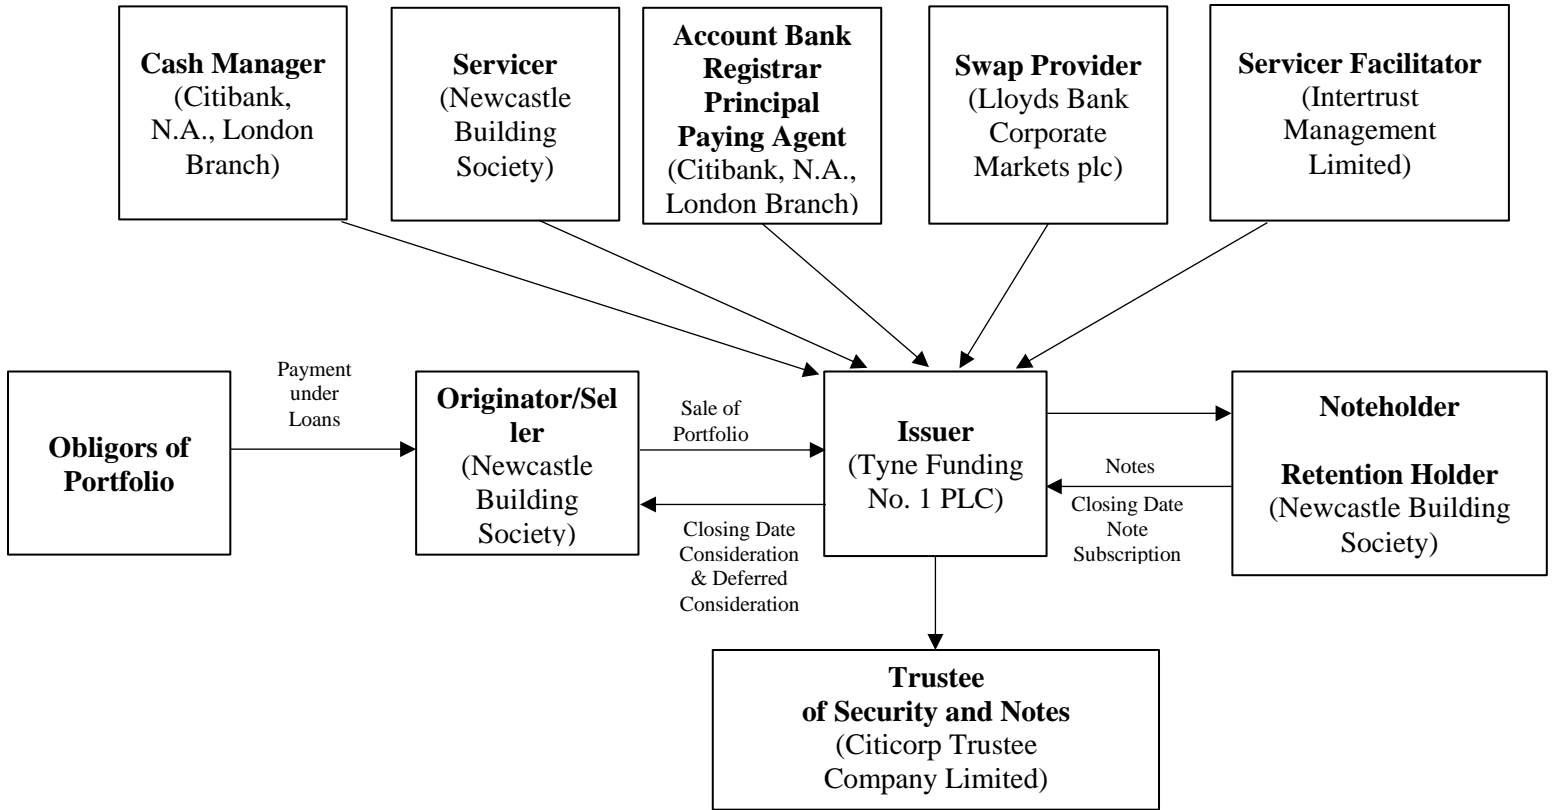 Cash Manager
(Citibank,
N.A., London
Branch)
Servicer
(Newcastle
Building
Society)
Account Bank
Registrar
Principal
Paying Agent
(Citibank, N.A.,
London Branch)
Swap Provider
(Lloyds Bank
Corporate
Markets plc)
Servicer Facilitator
(Intertrust
Management
Limited)
Obligors of
Portfolio
Payment
under
Loans
Originator/Sel
ler
(Newcastle
Building
Society)
Sale of
Portfolio
Closing Date
Consideration
& Deferred
Consideration
Issuer
(Tyne Funding
No. 1 PLC)
Notes
Closing Date
Note
Subscription
Noteholder
Retention Holder
(Newcastle Building
Society)
Trustee
of Security and Notes
(Citicorp Trustee
Company Limited)